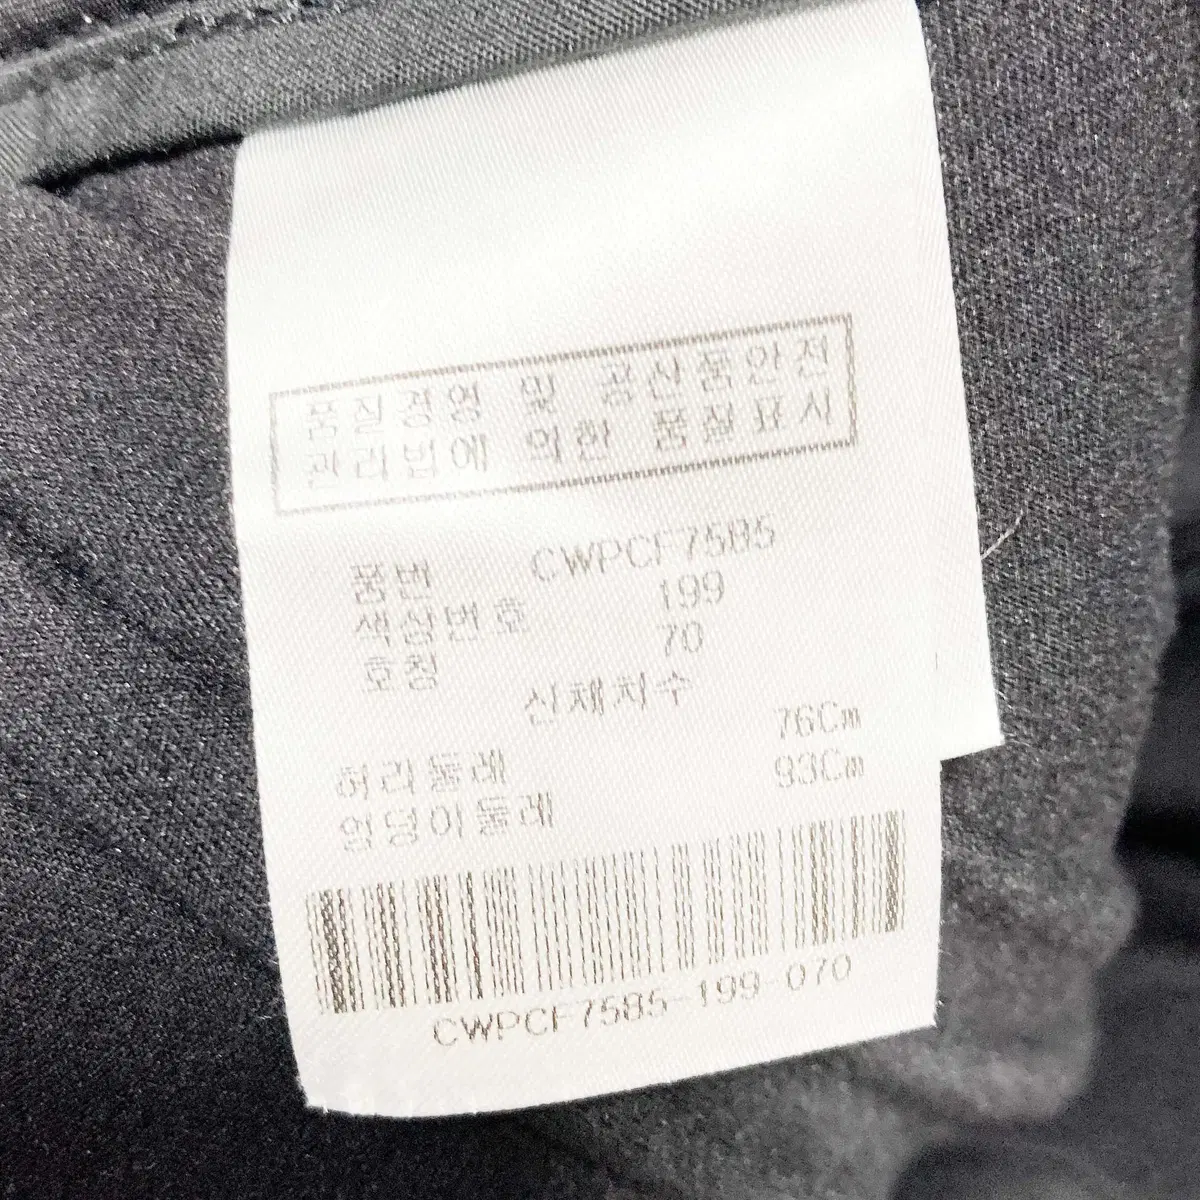 품질경영 및 공산품안전
관리법에 의한 품질표시
품번 CWPCF75B5
색상번호 199
호칭 70
신체치수
허리둘레 76Cm
엉덩이둘레 93Cm
CWPCF75B5-199-070